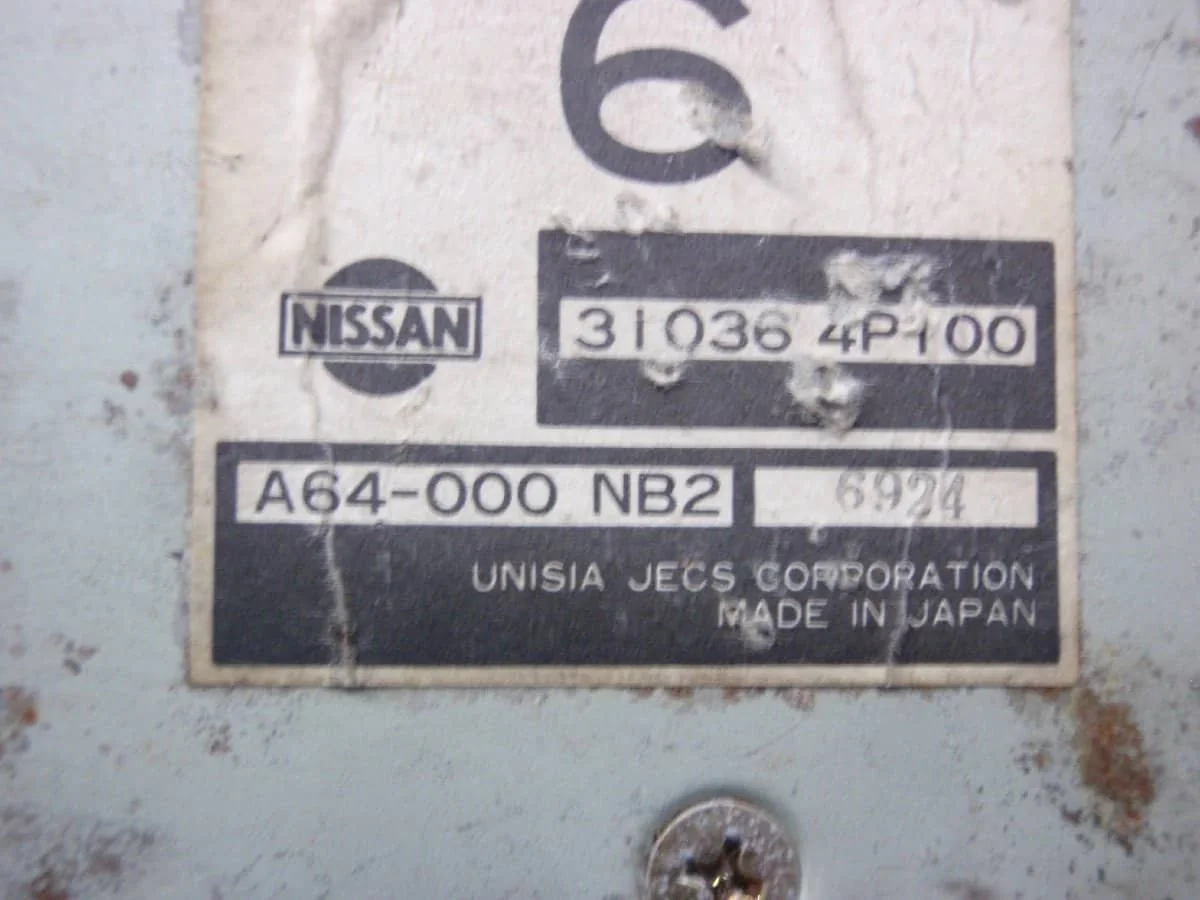 6
NISSAN
31036 4P100
A64-000 NB2
6924
UNISIA JECS CORPORATION
MADE IN JAPAN